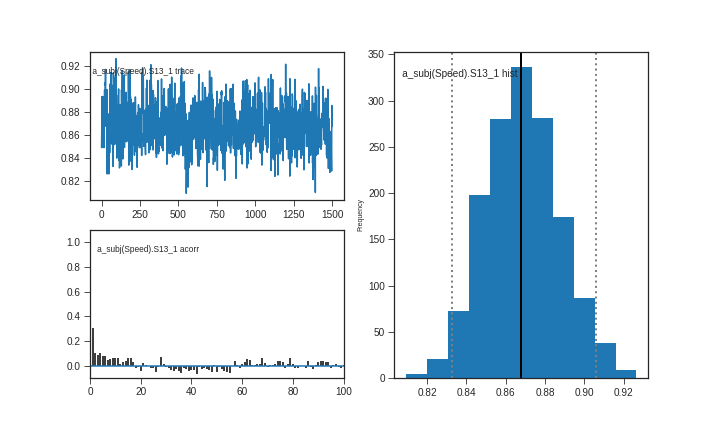 a_subj(Speed).S13_1 trace
0.92
0.90
0.88
0.86
0.84
0.82
0 250 500 750 1000 1250 1500
a_subj(Speed).S13_1 acorr
1.0
0.8
0.6
0.4
0.2
0.0
0 20 40 60 80 100
a_subj(Speed).S13_1 hist
350
300
250
200
150
100
50
0
Frequency
0.82 0.84 0.86 0.88 0.90 0.92